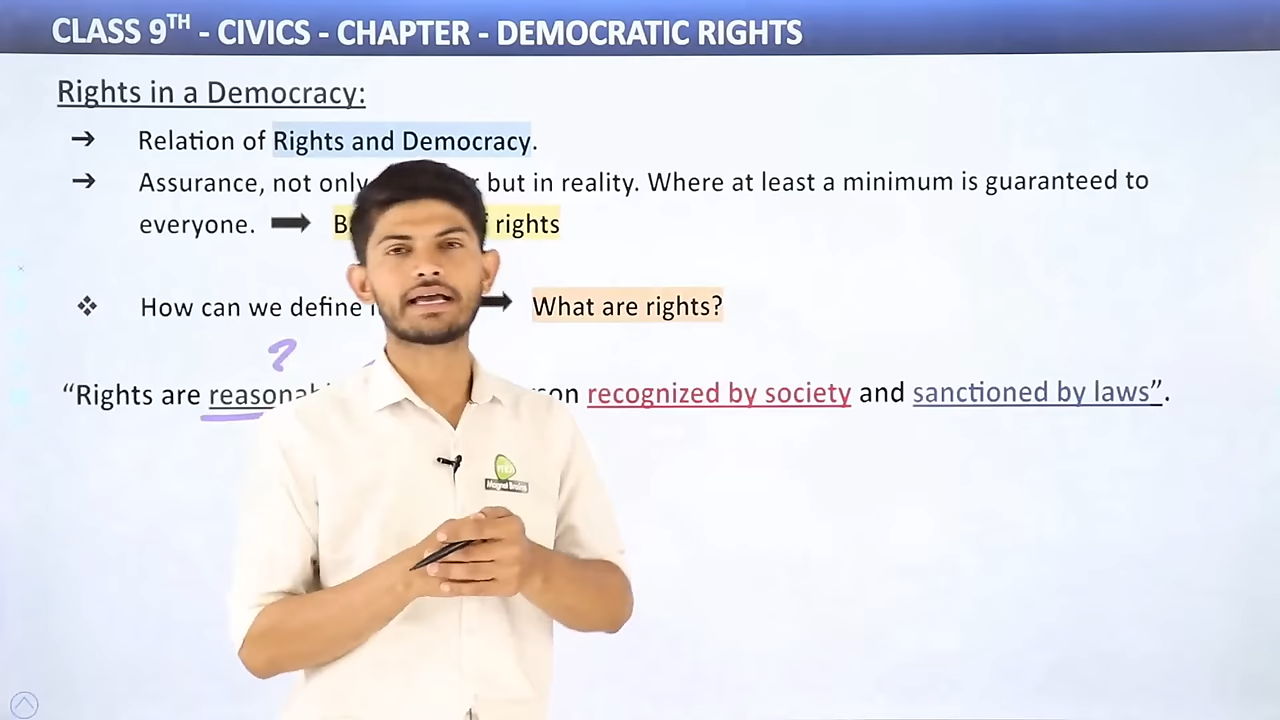 CLASS 9TH - CIVICS - CHAPTER - DEMOCRATIC RIGHTS
Rights in a Democracy:
→ Relation of Rights and Democracy.
→ Assurance, not only but in reality. Where at least a minimum is guaranteed to
everyone. ➡ rights
❖ How can we define ➡ What are rights?
?
“Rights are recognized by society and sanctioned by laws”.
Magnet Brains